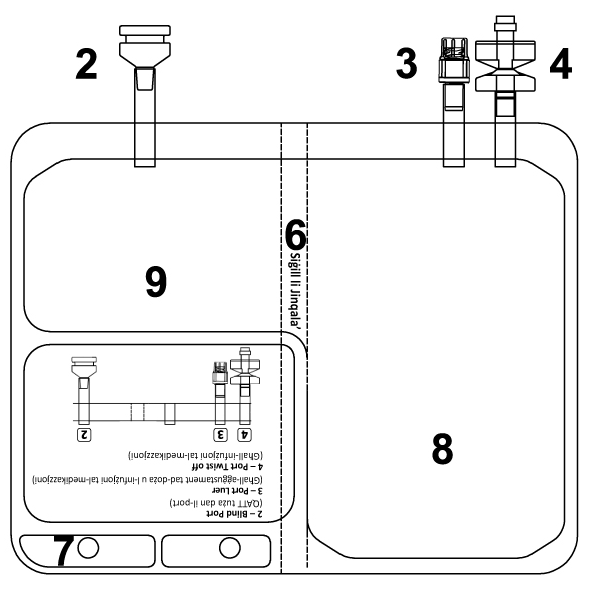 2
3
4
6
Sigill li Jinqala'
9
8
7
2 – Blind Port
(QATT tuża dan il-port)
3 – Port Luer
(Għall-aġġustament tad-doża u l-infużjoni tal-medikazzjoni)
4 – Port Twist off
(Għall-infużjoni tal-medikazzjoni)
4 3 2